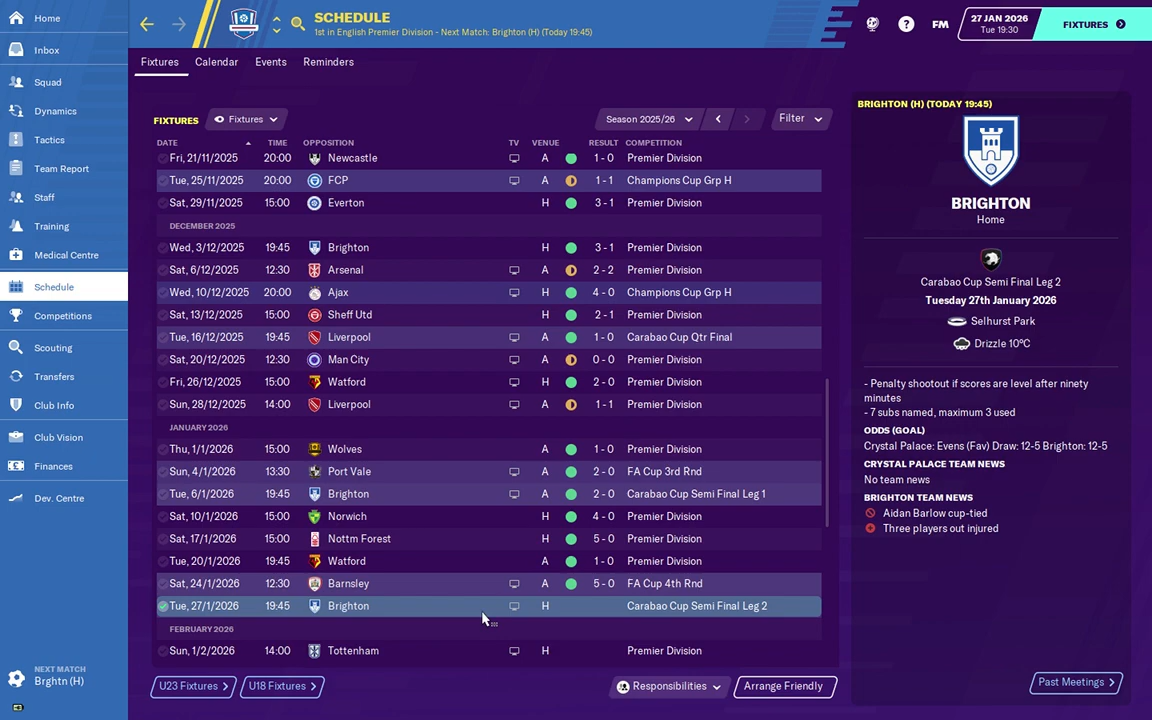 Home
Inbox
Squad
Dynamics
Tactics
Team Report
Staff
Training
Medical Centre
Schedule
Competitions
Scouting
Transfers
Club Info
Club Vision
Finances
Dev. Centre
NEXT MATCH
Brghtn (H)
SCHEDULE
1st in English Premier Division - Next Match: Brighton (H) (Today 19:45)
FM
27 JAN 2026
Tue 19:30
FIXTURES
Fixtures Calendar Events Reminders
FIXTURES Fixtures Season 2025/26 Filter
DATE TIME OPPOSITION TV VENUE RESULT COMPETITION
Fri, 21/11/2025 20:00 Newcastle A 1 - 0 Premier Division
Tue, 25/11/2025 20:00 FCP A 1 - 1 Champions Cup Grp H
Sat, 29/11/2025 15:00 Everton H 3 - 1 Premier Division
DECEMBER 2025
Wed, 3/12/2025 19:45 Brighton H 3 - 1 Premier Division
Sat, 6/12/2025 12:30 Arsenal A 2 - 2 Premier Division
Wed, 10/12/2025 20:00 Ajax H 4 - 0 Champions Cup Grp H
Sat, 13/12/2025 15:00 Sheff Utd H 2 - 1 Premier Division
Tue, 16/12/2025 19:45 Liverpool A 1 - 0 Carabao Cup Qtr Final
Sat, 20/12/2025 12:30 Man City A 0 - 0 Premier Division
Fri, 26/12/2025 15:00 Watford H 2 - 0 Premier Division
Sun, 28/12/2025 14:00 Liverpool A 1 - 1 Premier Division
JANUARY 2026
Thu, 1/1/2026 15:00 Wolves A 1 - 0 Premier Division
Sun, 4/1/2026 13:30 Port Vale A 2 - 0 FA Cup 3rd Rnd
Tue, 6/1/2026 19:45 Brighton A 2 - 0 Carabao Cup Semi Final Leg 1
Sat, 10/1/2026 15:00 Norwich H 4 - 0 Premier Division
Sat, 17/1/2026 15:00 Nottm Forest H 5 - 0 Premier Division
Tue, 20/1/2026 19:45 Watford A 1 - 0 Premier Division
Sat, 24/1/2026 12:30 Barnsley A 5 - 0 FA Cup 4th Rnd
Tue, 27/1/2026 19:45 Brighton H Carabao Cup Semi Final Leg 2
FEBRUARY 2026
Sun, 1/2/2026 14:00 Tottenham H Premier Division
U23 Fixtures U18 Fixtures Responsibilities Arrange Friendly
BRIGHTON (H) (TODAY 19:45)
BRIGHTON
Home
Carabao Cup Semi Final Leg 2
Tuesday 27th January 2026
Selhurst Park
Drizzle 10ºC
- Penalty shootout if scores are level after ninety
minutes
- 7 subs named, maximum 3 used
ODDS (GOAL)
Crystal Palace: Evens (Fav) Draw: 12-5 Brighton: 12-5
CRYSTAL PALACE TEAM NEWS
No team news
BRIGHTON TEAM NEWS
Aidan Barlow cup-tied
Three players out injured
Past Meetings